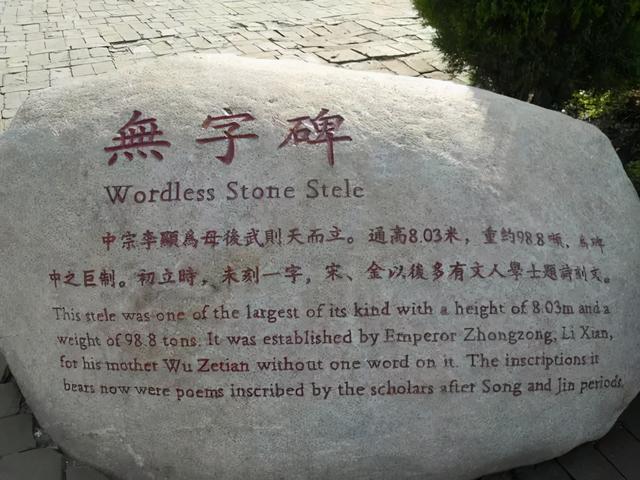 無字碑
Wordless Stone Stele
中宗李顯爲母後武則天而立。通高8.03米，重約98.8噸，爲碑
中之巨制。初立時，未刻一字，宋、金以後多有文人學士題詩刻文。
This stele was one of the largest of its kind with a height of 8.03m and a
weight of 98.8 tons. It was established by Emperor Zhongzong, Li Xian,
for his mother Wu Zetian without one word on it. The inscriptions it
bears now were poems inscribed by the scholars after Song and Jin periods.